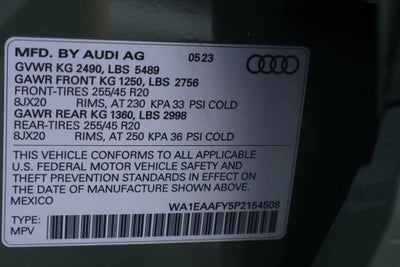 MFD. BY AUDI AG 05:23
GVWR KG 2490, LBS 5489
GAWR FRONT KG 1250, LBS 2756
FRONT-TIRES 255/45 R20
8JX20 RIMS, AT 230 KPA 33 PSI COLD
GAWR REAR KG 1360, LBS 2998
REAR-TIRES 255/45 R20
8JX20 RIMS, AT 250 KPA 36 PSI COLD
THIS VEHICLE CONFORMS TO ALL APPLICABLE
U.S. FEDERAL MOTOR VEHICLE SAFETY AND
THEFT PREVENTION STANDARDS IN EFFECT ON
THE DATE OF MANUFACTURE SHOWN ABOVE.
MEXICO WA1EAAFY5P2154508
TYPE:
MPV